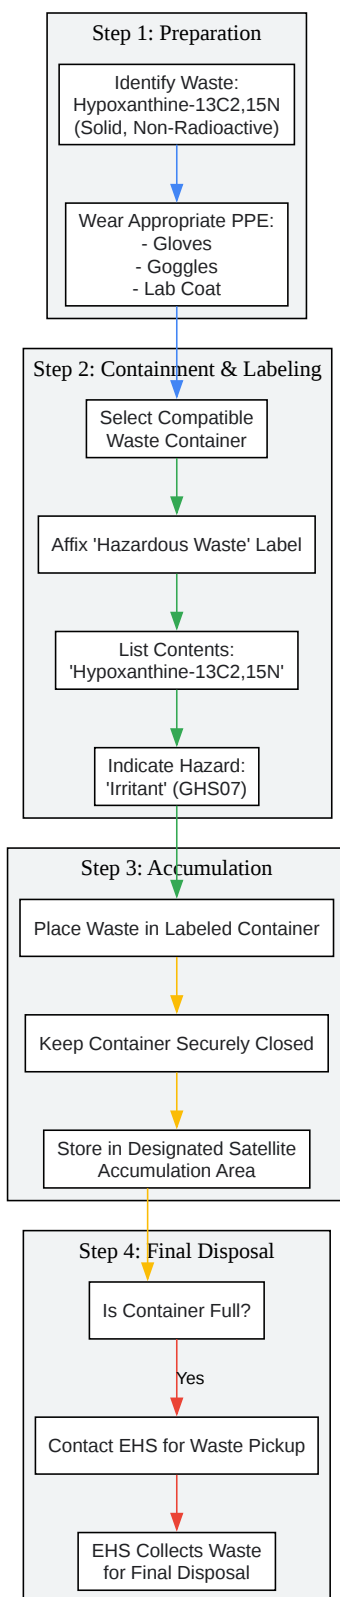 Step 1: Preparation
Identify Waste:
Hypoxanthine-13C2,15N
(Solid, Non-Radioactive)
Wear Appropriate PPE:
- Gloves
- Goggles
- Lab Coat
Step 2: Containment & Labeling
Select Compatible
Waste Container
Affix 'Hazardous Waste' Label
List Contents:
'Hypoxanthine-13C2,15N'
Indicate Hazard:
'Irritant' (GHS07)
Step 3: Accumulation
Place Waste in Labeled Container
Keep Container Securely Closed
Store in Designated Satellite
Accumulation Area
Step 4: Final Disposal
Is Container Full?
Yes
Contact EHS for Waste Pickup
EHS Collects Waste
for Final Disposal